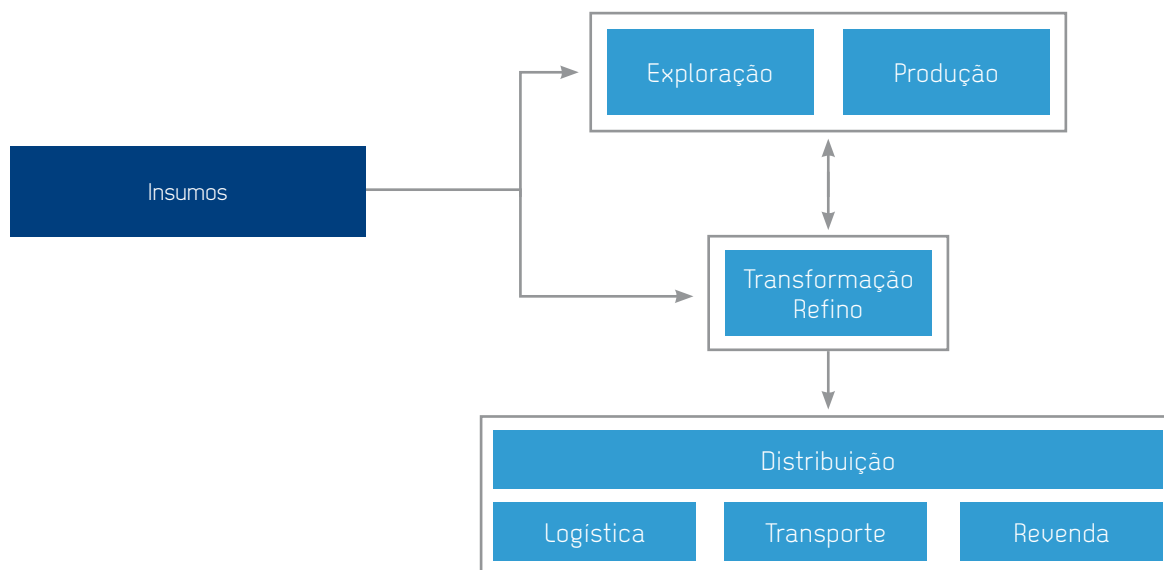 Exploração
Produção
Insumos
Transformação
Refino
Distribuição
Logística
Transporte
Revenda